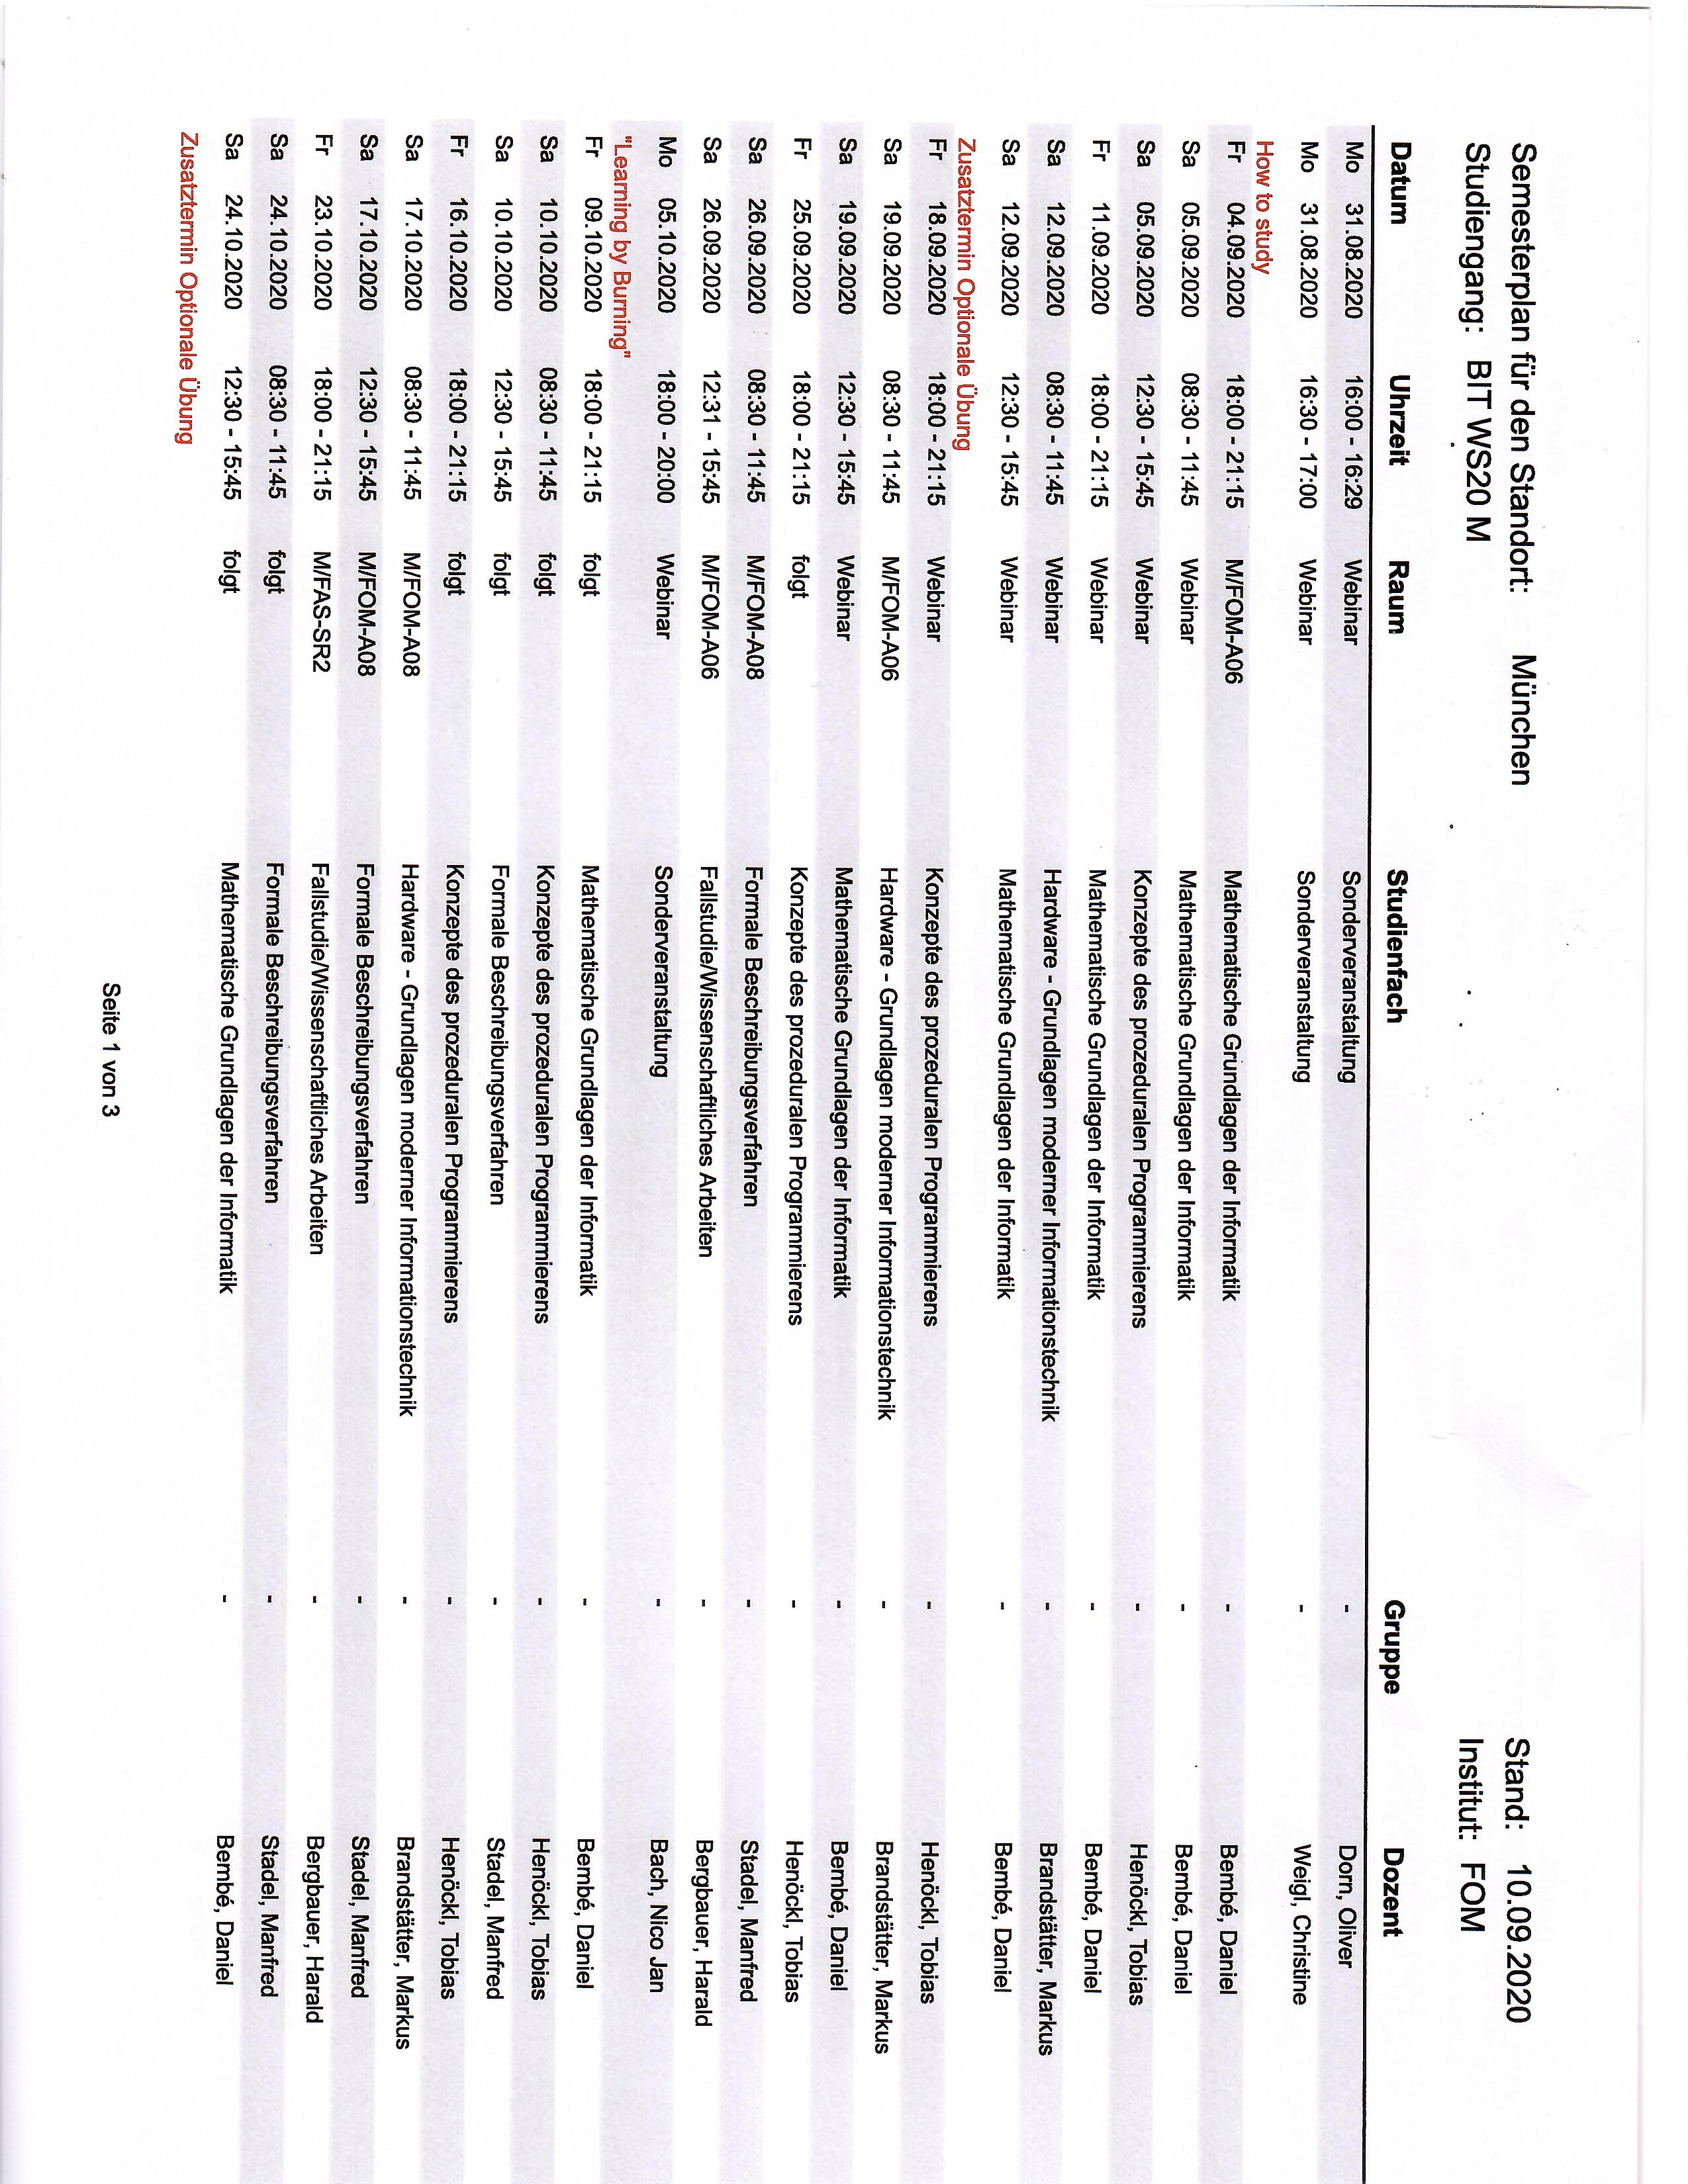 Semesterplan für den Standort: München Stand: 10.09.2020
Studiengang: BIT WS20 M Institut: FOM
Datum Uhrzeit Raum Studienfach Gruppe Dozent
Mo 31.08.2020 16:00 - 16:29 Webinar Sonderveranstaltung - Dorn, Oliver
Mo 31.08.2020 16:30 - 17:00 Webinar Sonderveranstaltung - Weigl, Christine
How to study
Fr 04.09.2020 18:00 - 21:15 M/FOM-A06 Mathematische Grundlagen der Informatik - Bembé, Daniel
Sa 05.09.2020 08:30 - 11:45 Webinar Mathematische Grundlagen der Informatik - Bembé, Daniel
Sa 05.09.2020 12:30 - 15:45 Webinar Konzepte des prozeduralen Programmierens - Henöckl, Tobias
Fr 11.09.2020 18:00 - 21:15 Webinar Mathematische Grundlagen der Informatik - Bembé, Daniel
Sa 12.09.2020 08:30 - 11:45 Webinar Hardware - Grundlagen moderner Informationstechnik - Brandstätter, Markus
Sa 12.09.2020 12:30 - 15:45 Webinar Mathematische Grundlagen der Informatik - Bembé, Daniel
Zusatztermin Optionale Übung
Fr 18.09.2020 18:00 - 21:15 Webinar Konzepte des prozeduralen Programmierens - Henöckl, Tobias
Sa 19.09.2020 08:30 - 11:45 M/FOM-A06 Hardware - Grundlagen moderner Informationstechnik - Brandstätter, Markus
Sa 19.09.2020 12:30 - 15:45 Webinar Mathematische Grundlagen der Informatik - Bembé, Daniel
Fr 25.09.2020 18:00 - 21:15 folgt Konzepte des prozeduralen Programmierens - Henöckl, Tobias
Sa 26.09.2020 08:30 - 11:45 M/FOM-A08 Formale Beschreibungsverfahren - Stadel, Manfred
Sa 26.09.2020 12:31 - 15:45 M/FOM-A06 Fallstudie/Wissenschaftliches Arbeiten - Bergbauer, Harald
Mo 05.10.2020 18:00 - 20:00 Webinar Sonderveranstaltung - Bach, Nico Jan
"Learning by Burning"
Fr 09.10.2020 18:00 - 21:15 folgt Mathematische Grundlagen der Informatik - Bembé, Daniel
Sa 10.10.2020 08:30 - 11:45 folgt Konzepte des prozeduralen Programmierens - Henöckl, Tobias
Sa 10.10.2020 12:30 - 15:45 folgt Formale Beschreibungsverfahren - Stadel, Manfred
Fr 16.10.2020 18:00 - 21:15 folgt Konzepte des prozeduralen Programmierens - Henöckl, Tobias
Sa 17.10.2020 08:30 - 11:45 M/FOM-A08 Hardware - Grundlagen moderner Informationstechnik - Brandstätter, Markus
Sa 17.10.2020 12:30 - 15:45 M/FOM-A08 Formale Beschreibungsverfahren - Stadel, Manfred
Fr 23.10.2020 18:00 - 21:15 M/FAS-SR2 Fallstudie/Wissenschaftliches Arbeiten - Bergbauer, Harald
Sa 24.10.2020 08:30 - 11:45 folgt Formale Beschreibungsverfahren - Stadel, Manfred
Sa 24.10.2020 12:30 - 15:45 folgt Mathematische Grundlagen der Informatik - Bembé, Daniel
Zusatztermin Optionale Übung
Seite 1 von 3